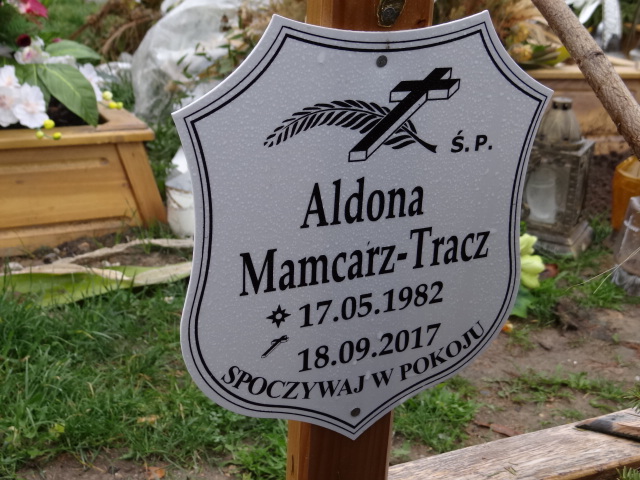 Ś.P.
Aldona
Mamcarz-Tracz
17.05.1982
18.09.2017
SPOCZYWAJ W POKOJU